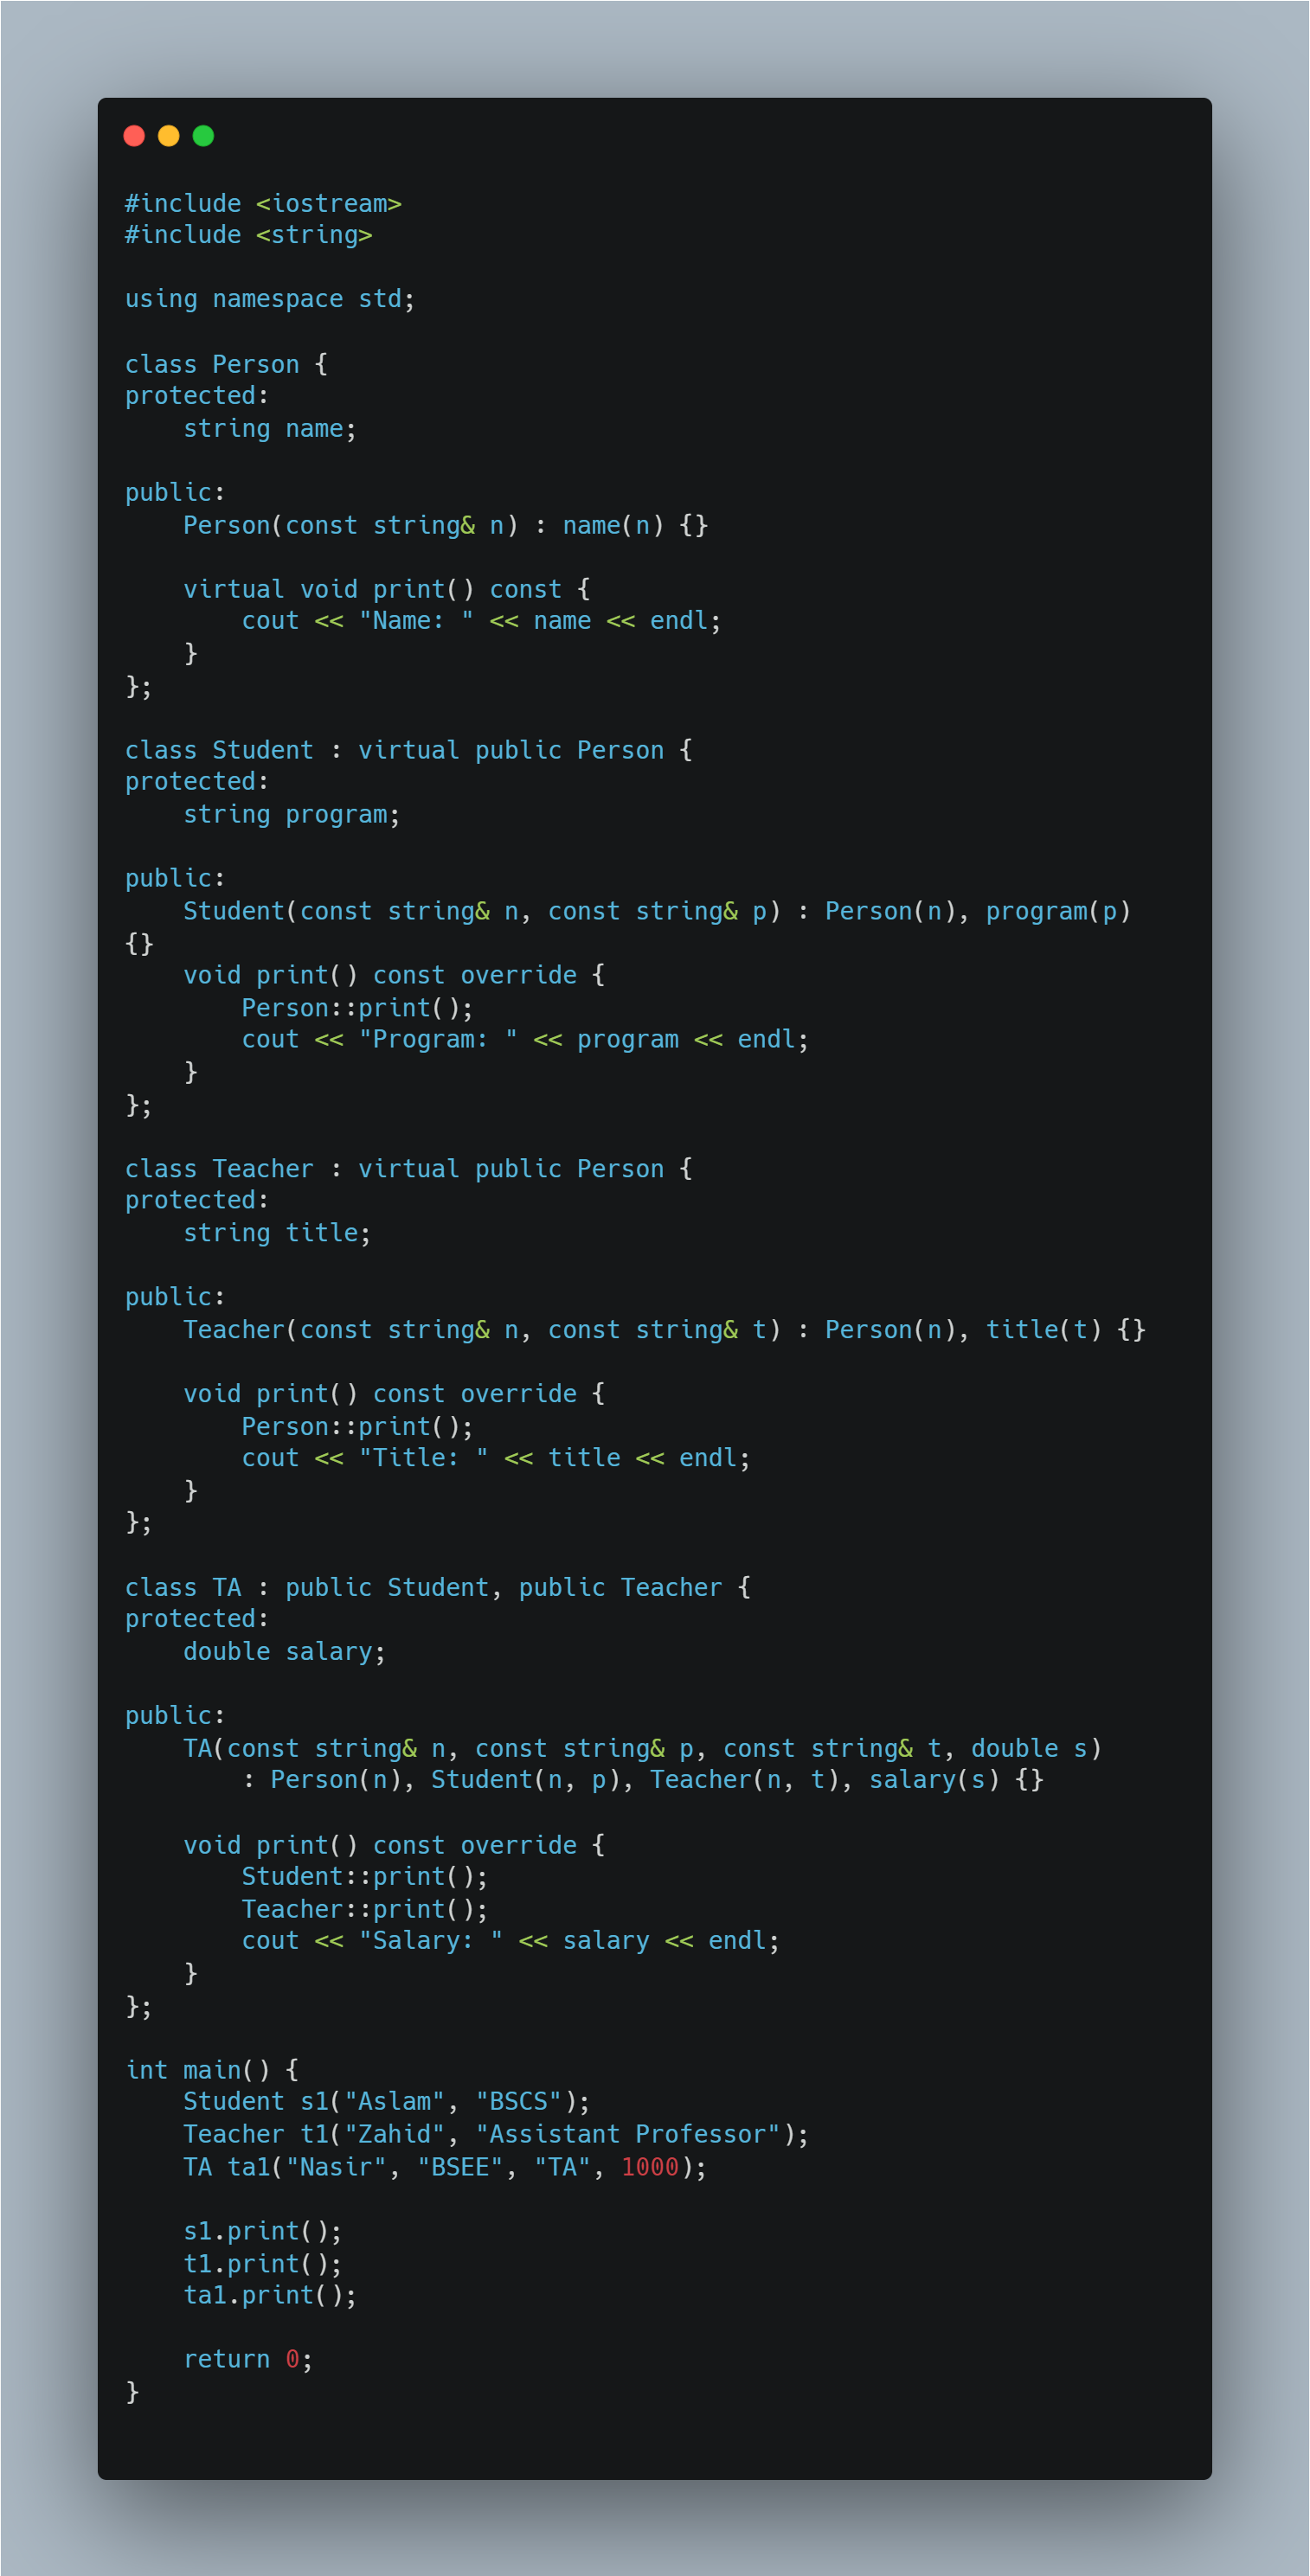 #include <iostream>
#include <string>

using namespace std;

class Person {
protected:
    string name;

public:
    Person(const string& n) : name(n) {}

    virtual void print() const {
        cout << "Name: " << name << endl;
    }
};

class Student : virtual public Person {
protected:
    string program;

public:
    Student(const string& n, const string& p) : Person(n), program(p)
{}
    void print() const override {
        Person::print();
        cout << "Program: " << program << endl;
    }
};

class Teacher : virtual public Person {
protected:
    string title;

public:
    Teacher(const string& n, const string& t) : Person(n), title(t) {}

    void print() const override {
        Person::print();
        cout << "Title: " << title << endl;
    }
};

class TA : public Student, public Teacher {
protected:
    double salary;

public:
    TA(const string& n, const string& p, const string& t, double s)
        : Person(n), Student(n, p), Teacher(n, t), salary(s) {}

    void print() const override {
        Student::print();
        Teacher::print();
        cout << "Salary: " << salary << endl;
    }
};

int main() {
    Student s1("Aslam", "BSCS");
    Teacher t1("Zahid", "Assistant Professor");
    TA ta1("Nasir", "BSEE", "TA", 1000);

    s1.print();
    t1.print();
    ta1.print();

    return 0;
}